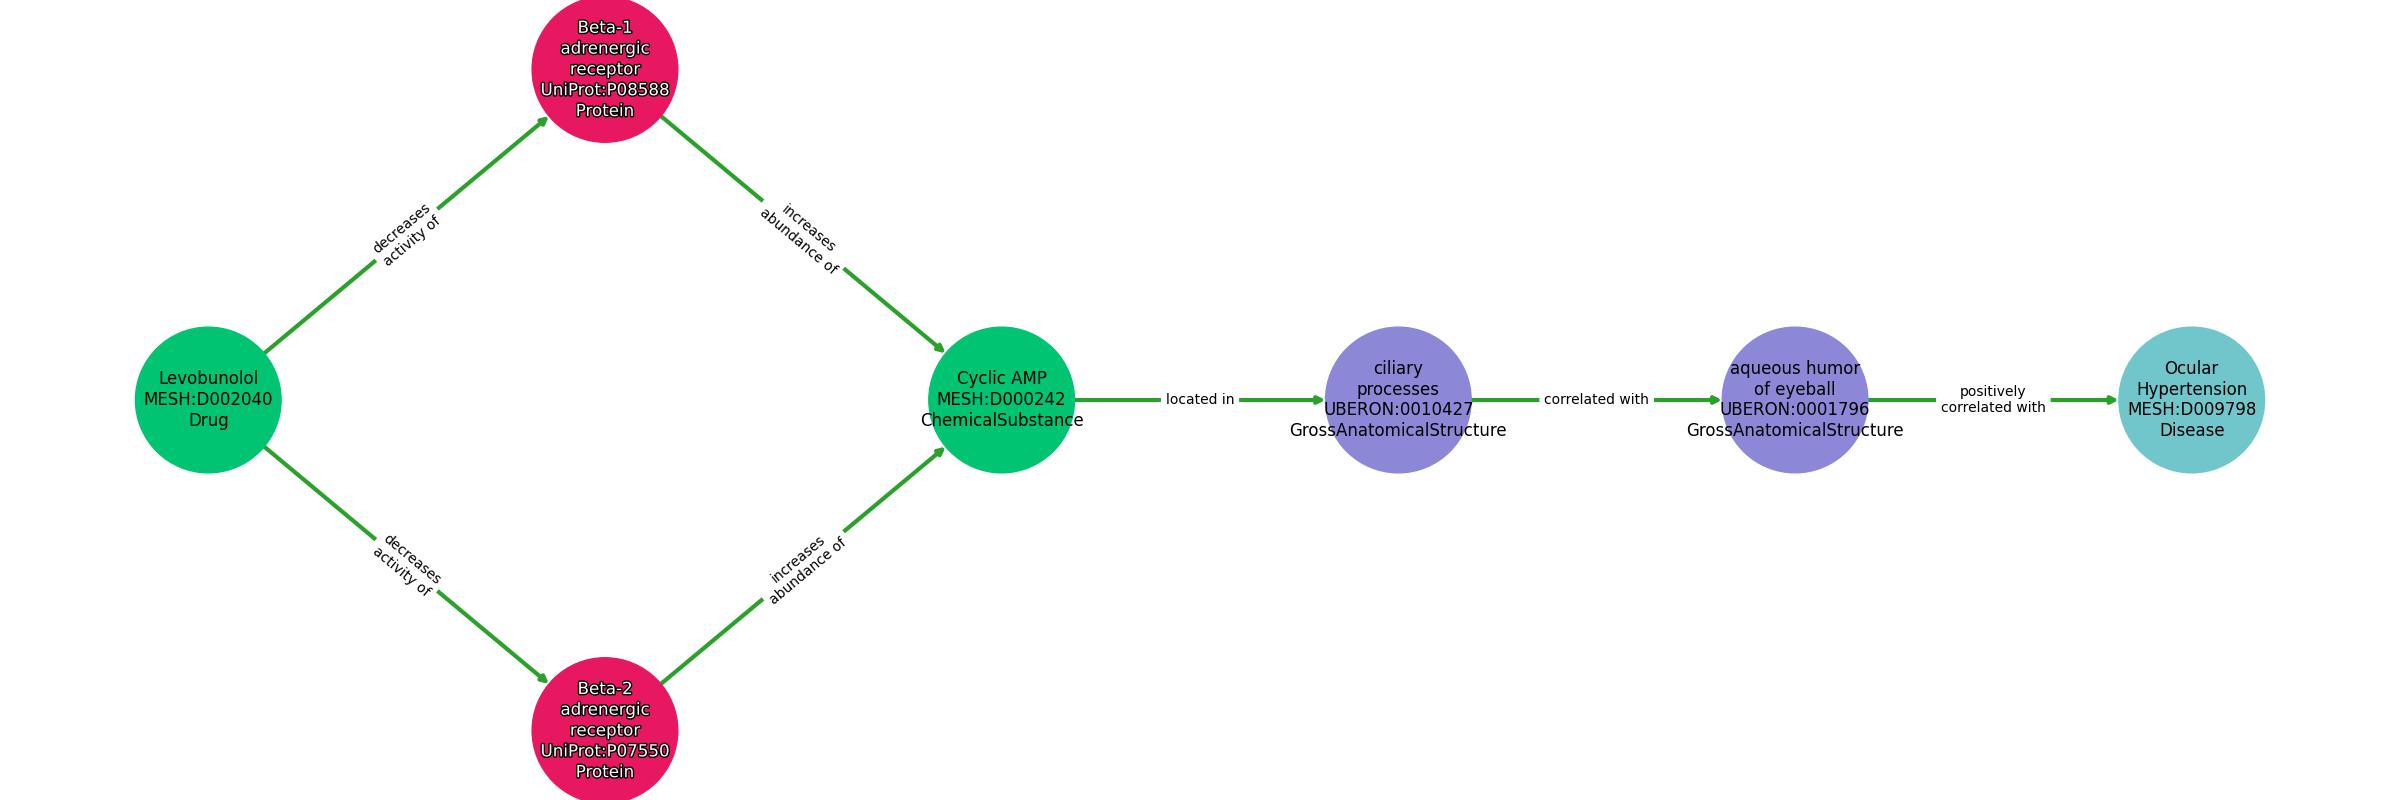 Beta-1
adrenergic
receptor
UniProt:P08588
Protein
decreases
activity of
increases
abundance of
Levobunolol
MESH:D002040
Drug
Cyclic AMP
MESH:D000242
ChemicalSubstance
located in
ciliary
processes
UBERON:0010427
GrossAnatomicalStructure
correlated with
aqueous humor
of eyeball
UBERON:0001796
GrossAnatomicalStructure
positively
correlated with
Ocular
Hypertension
MESH:D009798
Disease
decreases
activity of
increases
abundance of
Beta-2
adrenergic
receptor
UniProt:P07550
Protein